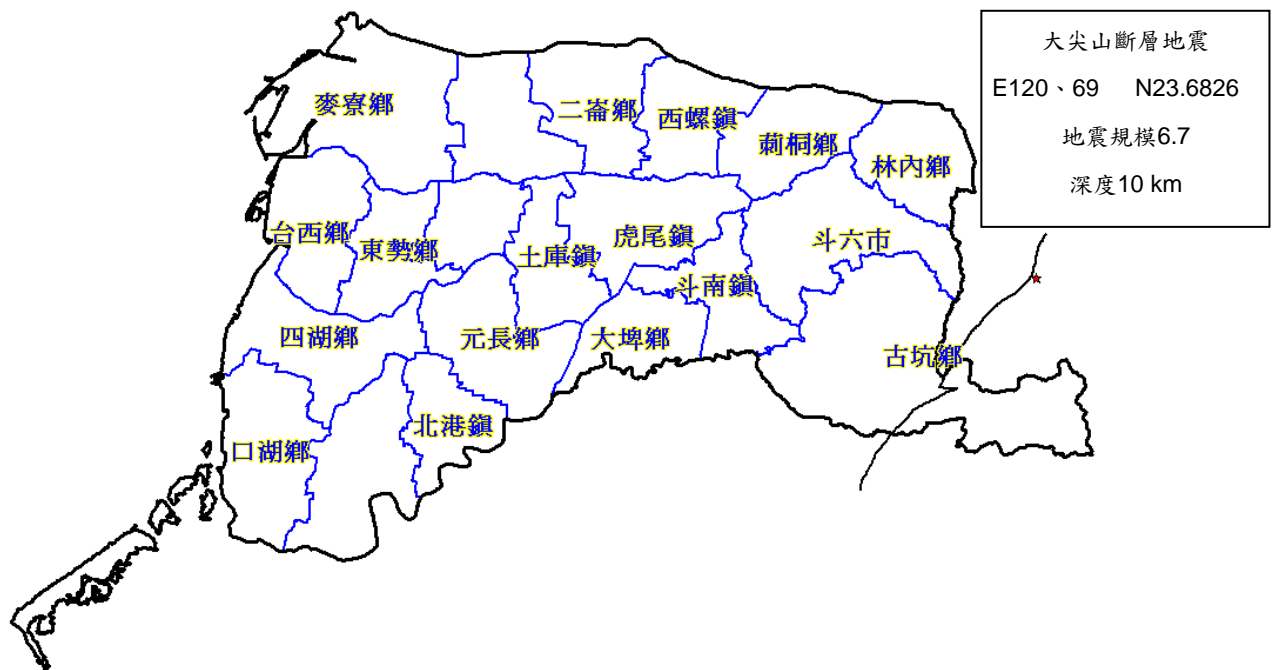 大尖山斷層地震
E120、69 N23.6826
地震規模6.7
深度10 km
麥寮鄉
二崙鄉
西螺鎮
莿桐鄉
林內鄉
台西鄉
東勢鄉
土庫鎮
虎尾鎮
斗南鎮
斗六市
四湖鄉
元長鄉
大埤鄉
古坑鄉
口湖鄉
北港鎮